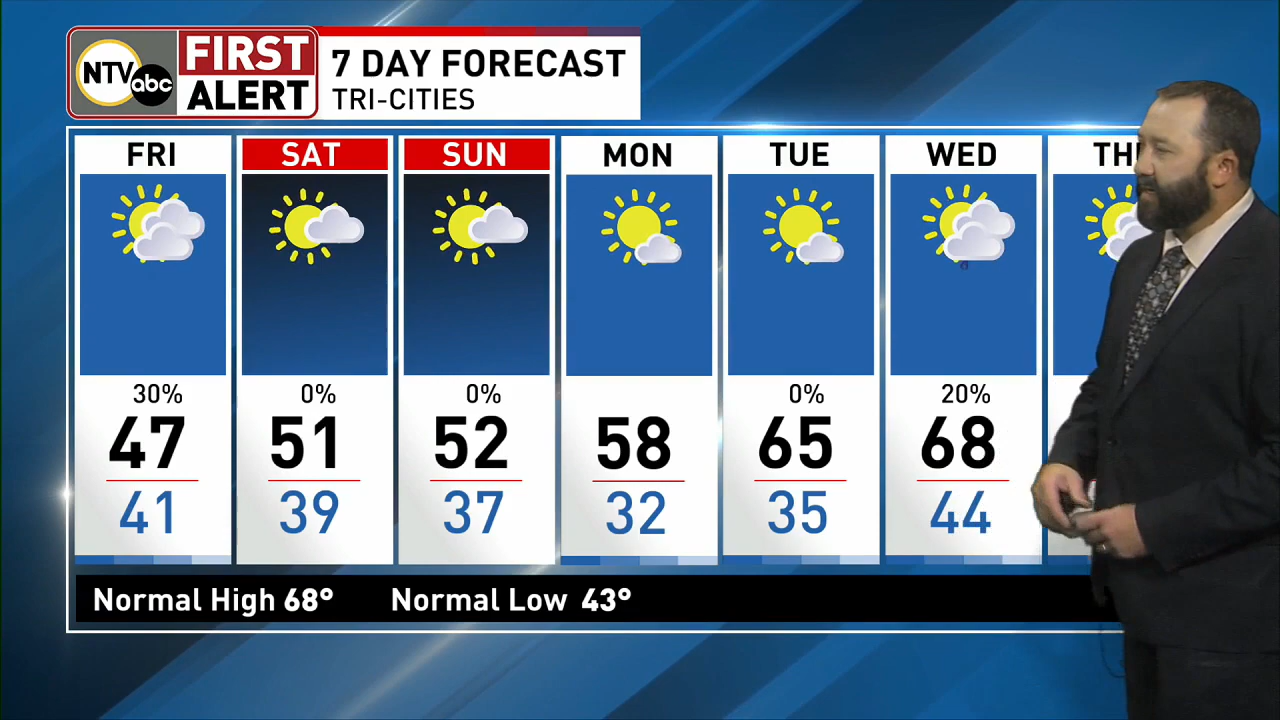 NTV
abc
FIRST
ALERT
7 DAY FORECAST
TRI-CITIES
FRI SAT SUN MON TUE WED
30% 0% 0% 0% 20%
47 51 52 58 65 68
41 39 37 32 35 44
Normal High 68° Normal Low 43°